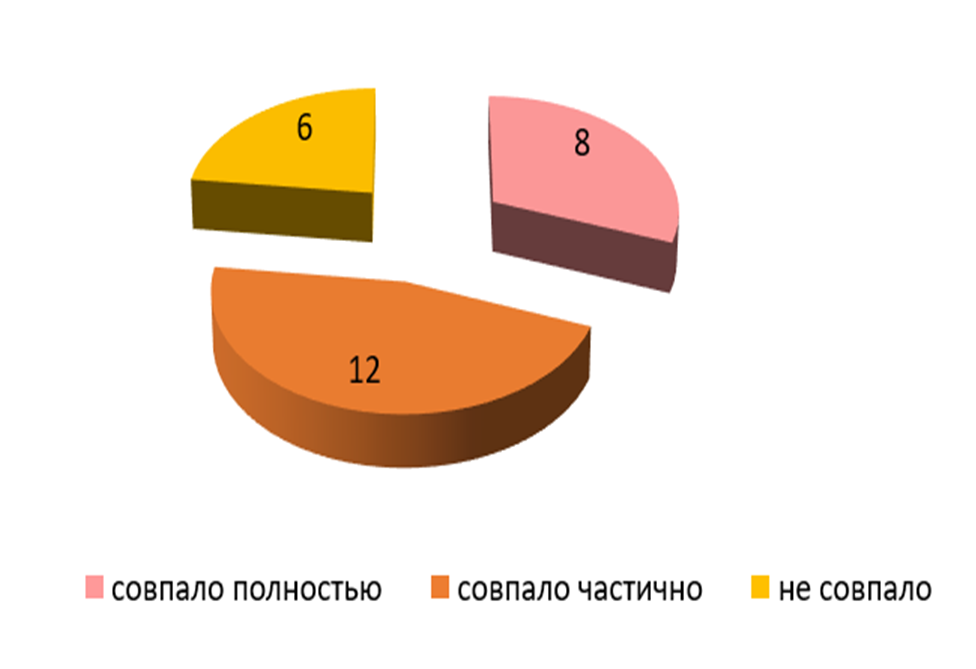 6
8
12
совпало полностью
совпало частично
не совпало